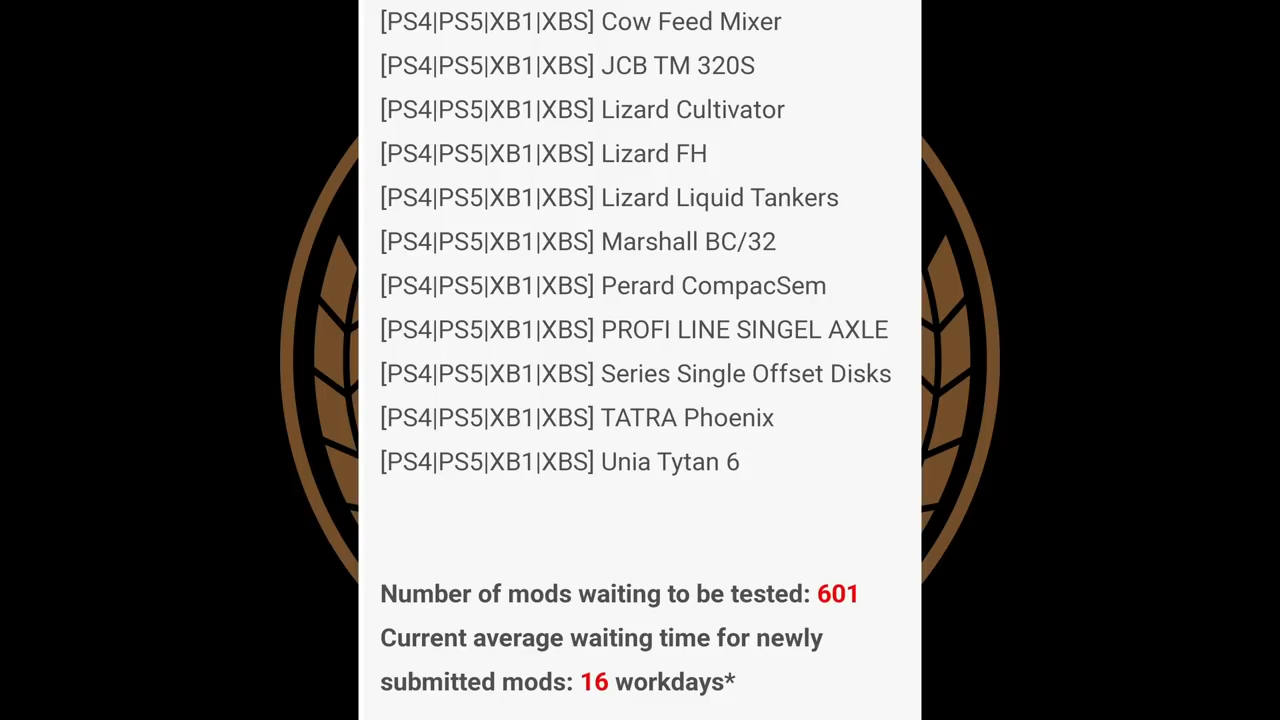 [PS4|PS5|XB1|XBS] Cow Feed Mixer
[PS4|PS5|XB1|XBS] JCB TM 320S
[PS4|PS5|XB1|XBS] Lizard Cultivator
[PS4|PS5|XB1|XBS] Lizard FH
[PS4|PS5|XB1|XBS] Lizard Liquid Tankers
[PS4|PS5|XB1|XBS] Marshall BC/32
[PS4|PS5|XB1|XBS] Perard CompacSem
[PS4|PS5|XB1|XBS] PROFI LINE SINGEL AXLE
[PS4|PS5|XB1|XBS] Series Single Offset Disks
[PS4|PS5|XB1|XBS] TATRA Phoenix
[PS4|PS5|XB1|XBS] Unia Tytan 6
Number of mods waiting to be tested: 601
Current average waiting time for newly
submitted mods: 16 workdays*